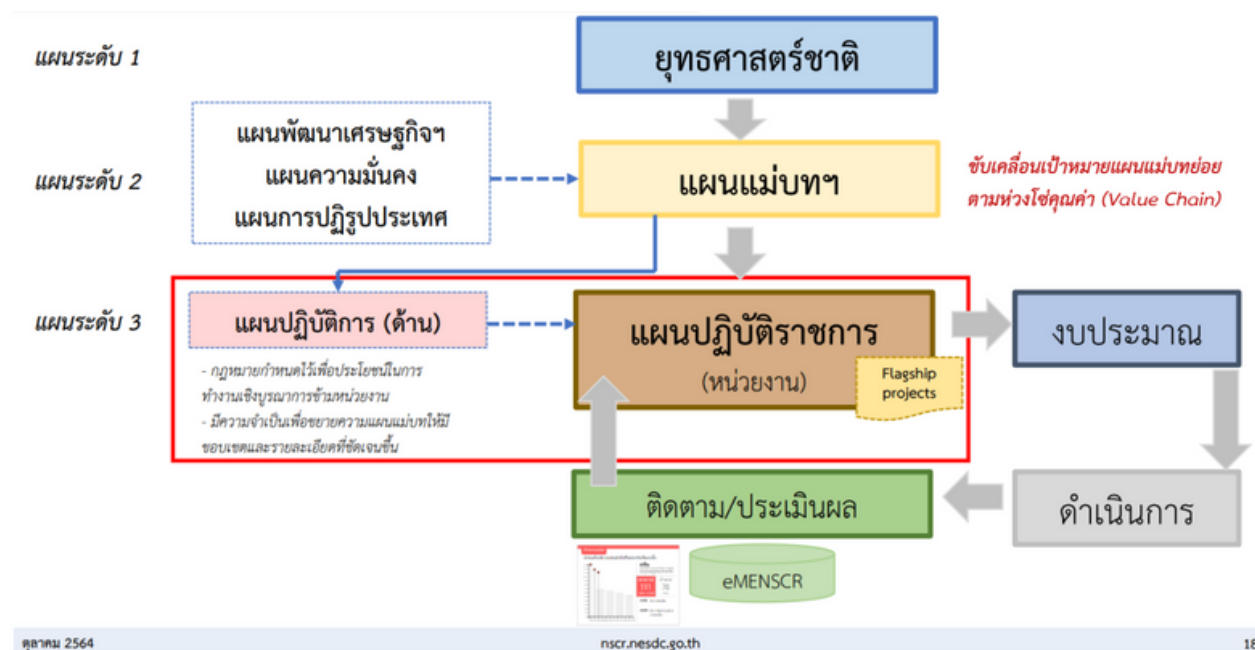 แผนระดับ 1
ยุทธศาสตร์ชาติ
แผนพัฒนาเศรษฐกิจฯ
แผนความมั่นคง
แผนการปฏิรูปประเทศ
แผนระดับ 2
แผนแม่บทฯ
ขับเคลื่อนเป้าหมายแผนแม่บทย่อย
ตามห่วงโซ่คุณค่า (Value Chain)
แผนระดับ 3
แผนปฏิบัติการ (ด้าน)
- กฎหมายกำหนดไว้เพื่อประโยชน์ในการ
ทำงานเชิงบูรณาการข้ามหน่วยงาน
- มีความจำเป็นเพื่อขยายความแผนแม่บทให้มี
ขอบเขตและรายละเอียดที่ชัดเจนขึ้น
แผนปฏิบัติราชการ
(หน่วยงาน)
Flagship
projects
งบประมาณ
ติดตาม/ประเมินผล
ดำเนินการ
eMENSCR
ตุลาคม 2564
nscr.nesdc.go.th
18